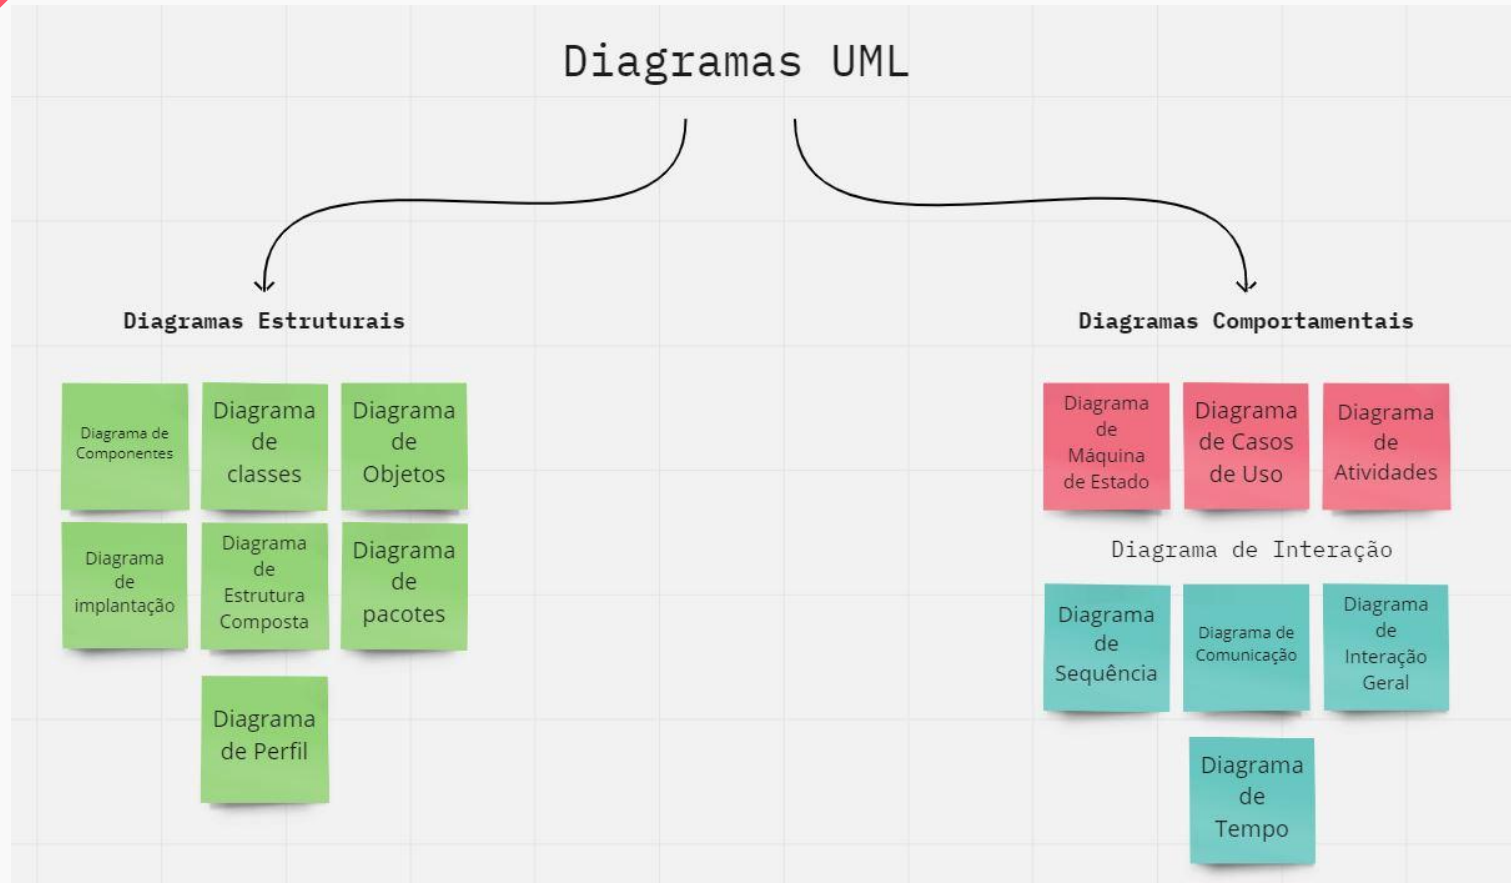 Diagramas UML
Diagramas Estruturais
Diagrama de
Componentes
Diagrama
de
classes
Diagrama
de
Objetos
Diagrama
de
implantação
Diagrama
de
Estrutura
Composta
Diagrama
de
pacotes
Diagrama
de Perfil
Diagramas Comportamentais
Diagrama
de
Máquina
de Estado
Diagrama
de Casos
de Uso
Diagrama
de
Atividades
Diagrama de Interação
Diagrama
de
Sequência
Diagrama de
Comunicação
Diagrama
de
Interação
Geral
Diagrama
de
Tempo